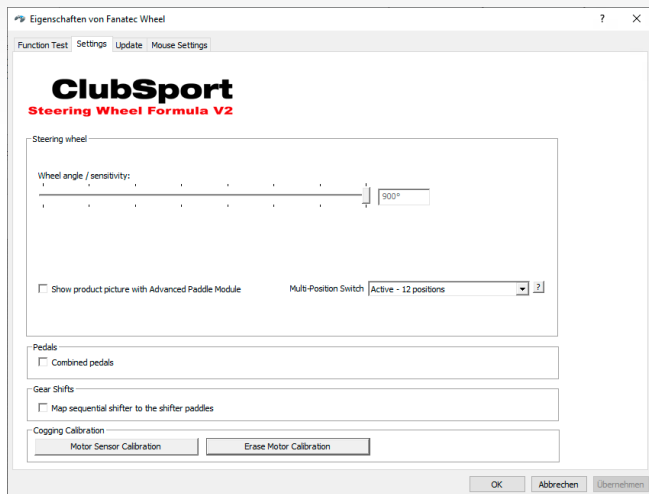 Eigenschaften von Fanatec Wheel
Function Test Settings Update Mouse Settings
ClubSport
Steering Wheel Formula V2
Steering wheel
Wheel angle / sensitivity:
900°
Show product picture with Advanced Paddle Module Multi-Position Switch Active - 12 positions ?
Pedals
Combined pedals
Gear Shifts
Map sequential shifter to the shifter paddles
Cogging Calibration
Motor Sensor Calibration Erase Motor Calibration
OK Abbrechen Übernehmen